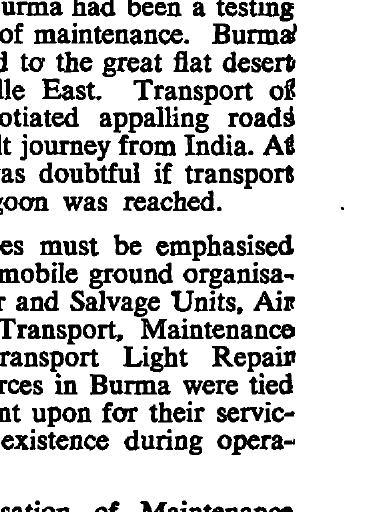 urma had been a testing
of maintenance. Burma
d to the great flat desert
lle East. Transport of
otiated appalling roads
lt journey from India. At
as doubtful if transport
goon was reached.
es must be emphasised
mobile ground organisa-
r and Salvage Units, Air
Transport, Maintenance
ransport Light Repair
rces in Burma were tied
nt upon for their servic-
existence during opera-
sation of Maintenance